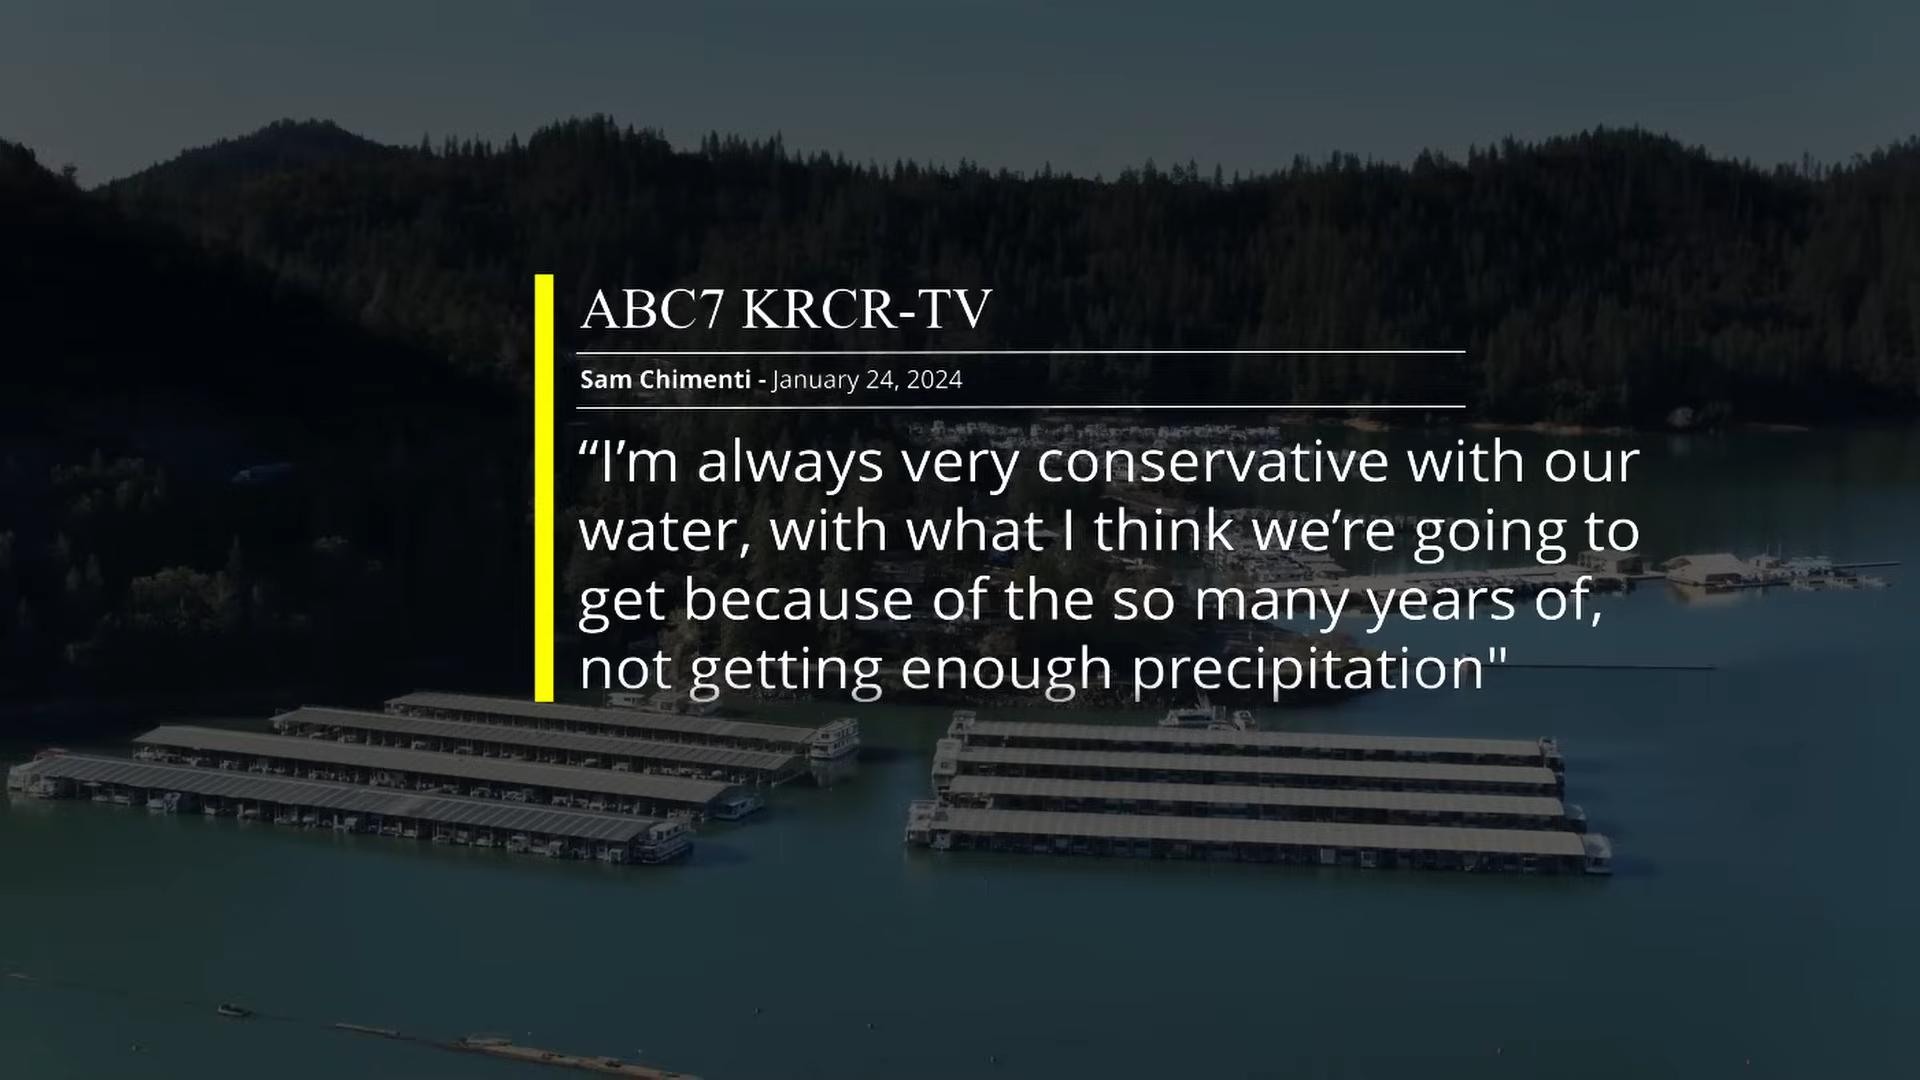 ABC7 KRCR-TV
Sam Chimenti - January 24, 2024
“I’m always very conservative with our
water, with what I think we’re going to
get because of the so many years of,
not getting enough precipitation"